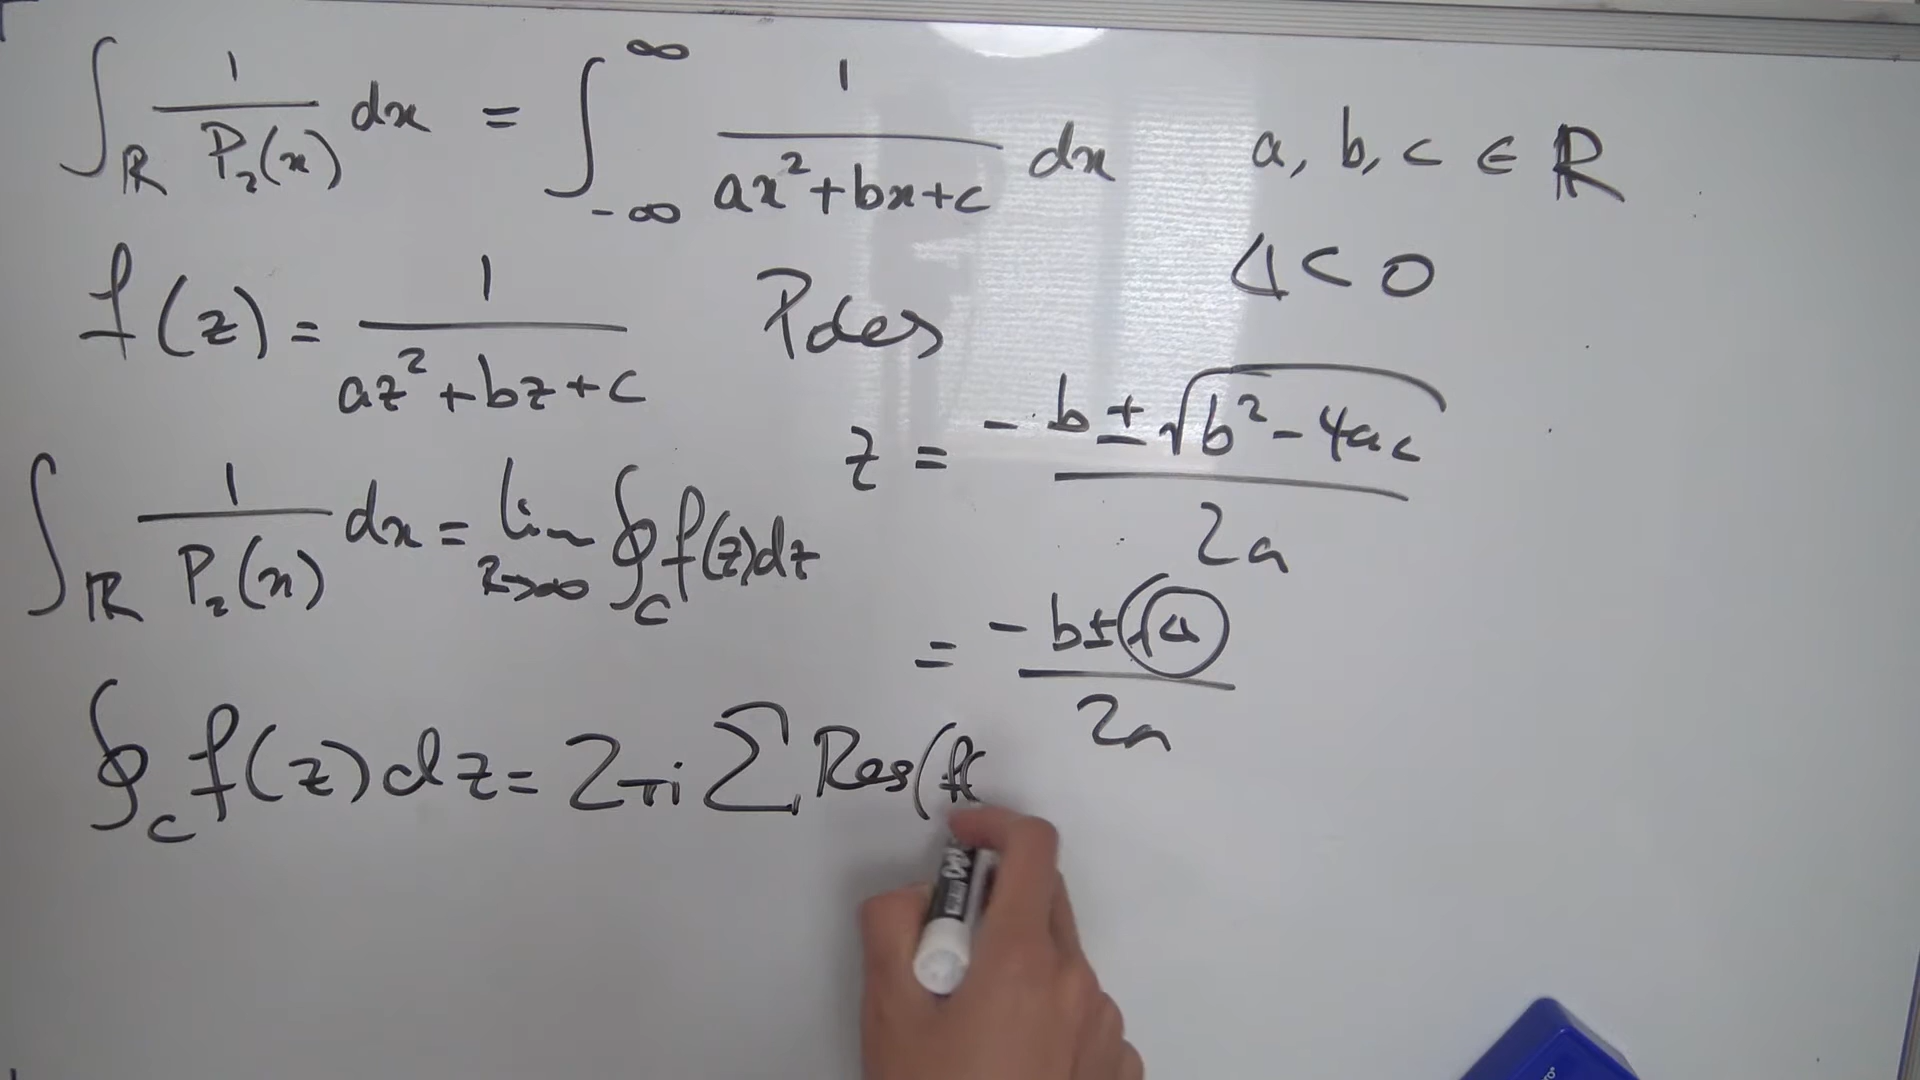 ∫_ℝ 1/P₂(x) dx = ∫_{-∞}^{∞} 1/(ax²+bx+c) dx a, b, c ∈ ℝ
Δ < 0
f(z) = 1/(az²+bz+c) Poles
z = (-b ± √(b²-4ac))/2a
∫_ℝ 1/P₂(x) dx = lim_{R→∞} ∮_C f(z)dz
= (-b±√Δ)/2a
∮_C f(z)dz = 2πi ∑ Res(f(